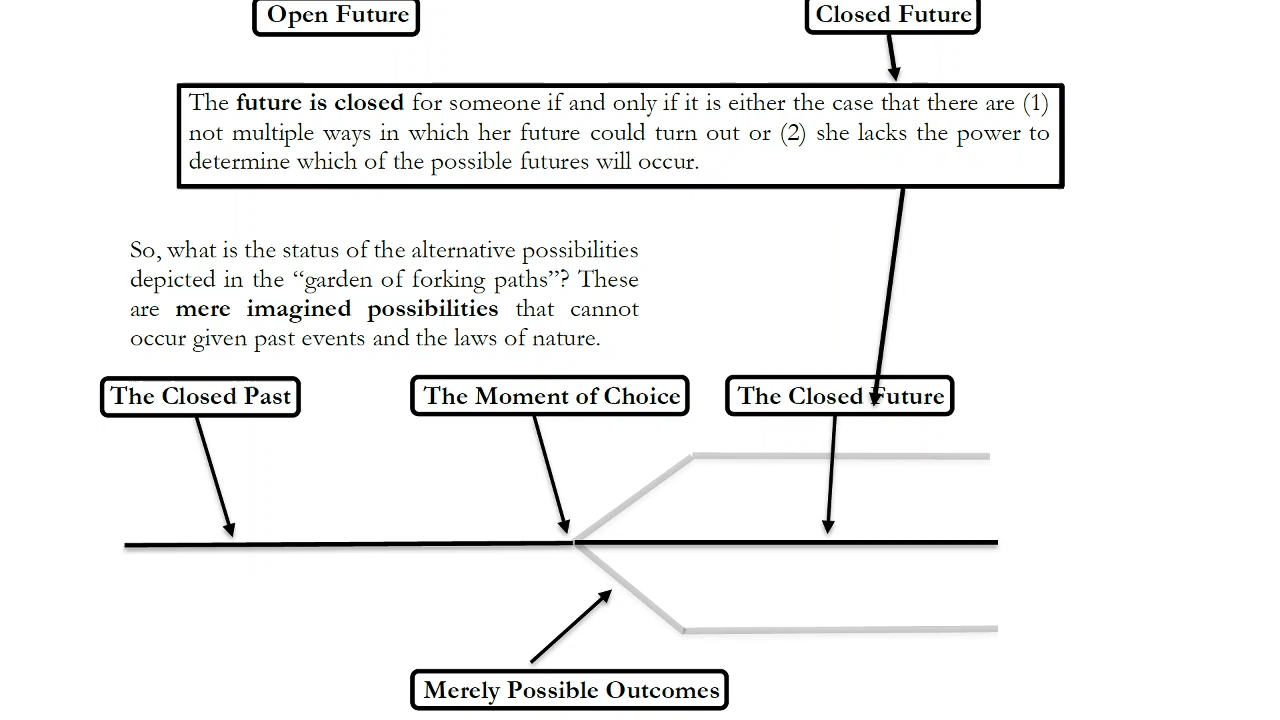 Open Future
Closed Future
The future is closed for someone if and only if it is either the case that there are (1)
not multiple ways in which her future could turn out or (2) she lacks the power to
determine which of the possible futures will occur.
So, what is the status of the alternative possibilities
depicted in the “garden of forking paths”? These
are mere imagined possibilities that cannot
occur given past events and the laws of nature.
The Closed Past
The Moment of Choice
The Closed Future
Merely Possible Outcomes